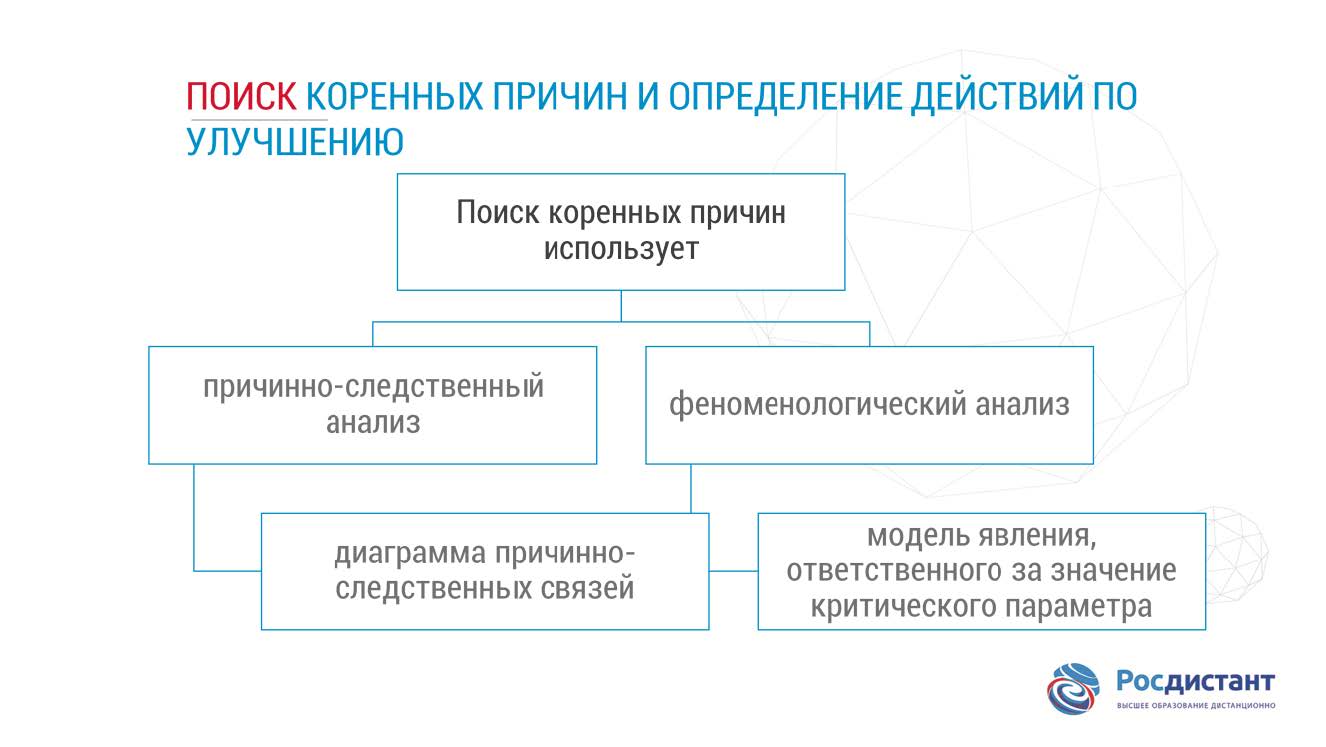 ПОИСК КОРЕННЫХ ПРИЧИН И ОПРЕДЕЛЕНИЕ ДЕЙСТВИЙ ПО
УЛУЧШЕНИЮ
Поиск коренных причин
использует
причинно-следственный
анализ
феноменологический анализ
диаграмма причинно-
следственных связей
модель явления,
ответственного за значение
критического параметра
Росдистант
ВЫСШЕЕ ОБРАЗОВАНИЕ ДИСТАНЦИОННО